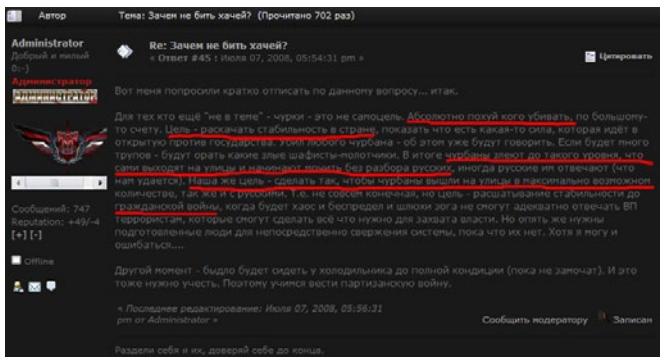 Автор
Тема: Зачем не бить хачей? (Прочитано 702 раз)
Administrator
Добрый и милый
0:-)
Администратор
АДМИНИСТРАТОР
Сообщений: 747
Reputation: +49/-4
[+] [-]
Offline
Re: Зачем не бить хачей?
« Ответ #45 : Июля 07, 2008, 05:54:31 pm »
Цитировать
Вот меня попросили кратко отписать по данному вопросу... итак.
Для тех кто ещё "не в теме" - чурки - это не самоцель. Абсолютно похуй кого убивать, по большому-
то счету. Цель - раскачать стабильность в стране, показать что есть какая-то сила, которая идёт в
открытую против государства. Убил любого чурбана - об этом уже будут говорить. Если будет много
трупов - будут орать какие злые шафисты-молотчики. В итоге чурбаны злеют до такого уровня, что
сами выходят на улицы и начинают мочить без разбора русских, иногда русские им отвечают (что
нам удается). Наша же цель - сделать так, чтобы чурбаны вышли на улицы в максимально возможном
количестве, так же и с русскими. Т.е. не совсем конечная, но цель - расшатывание стабильности до
гражданской войны, когда будет хаос и беспредел и шлюхи зога не смогут адекватно отвечать ВП
террористам, которые смогут сделать всё что нужно для захвата власти. Но опять же нужны
подготовленные люди для непосредственно свержения системы, пока что их нет. Хотя я могу и
ошибаться....
Другой момент - быдло будет сидеть у холодильника до полной кондиции (пока не замочат). И это
тоже нужно учесть. Поэтому учимся вести партизанскую войну.
« Последнее редактирование: Июля 07, 2008, 05:56:31
pm от Administrator »
Сообщить модератору
Записан
Раздели себя и их, доверяй себе до конца.